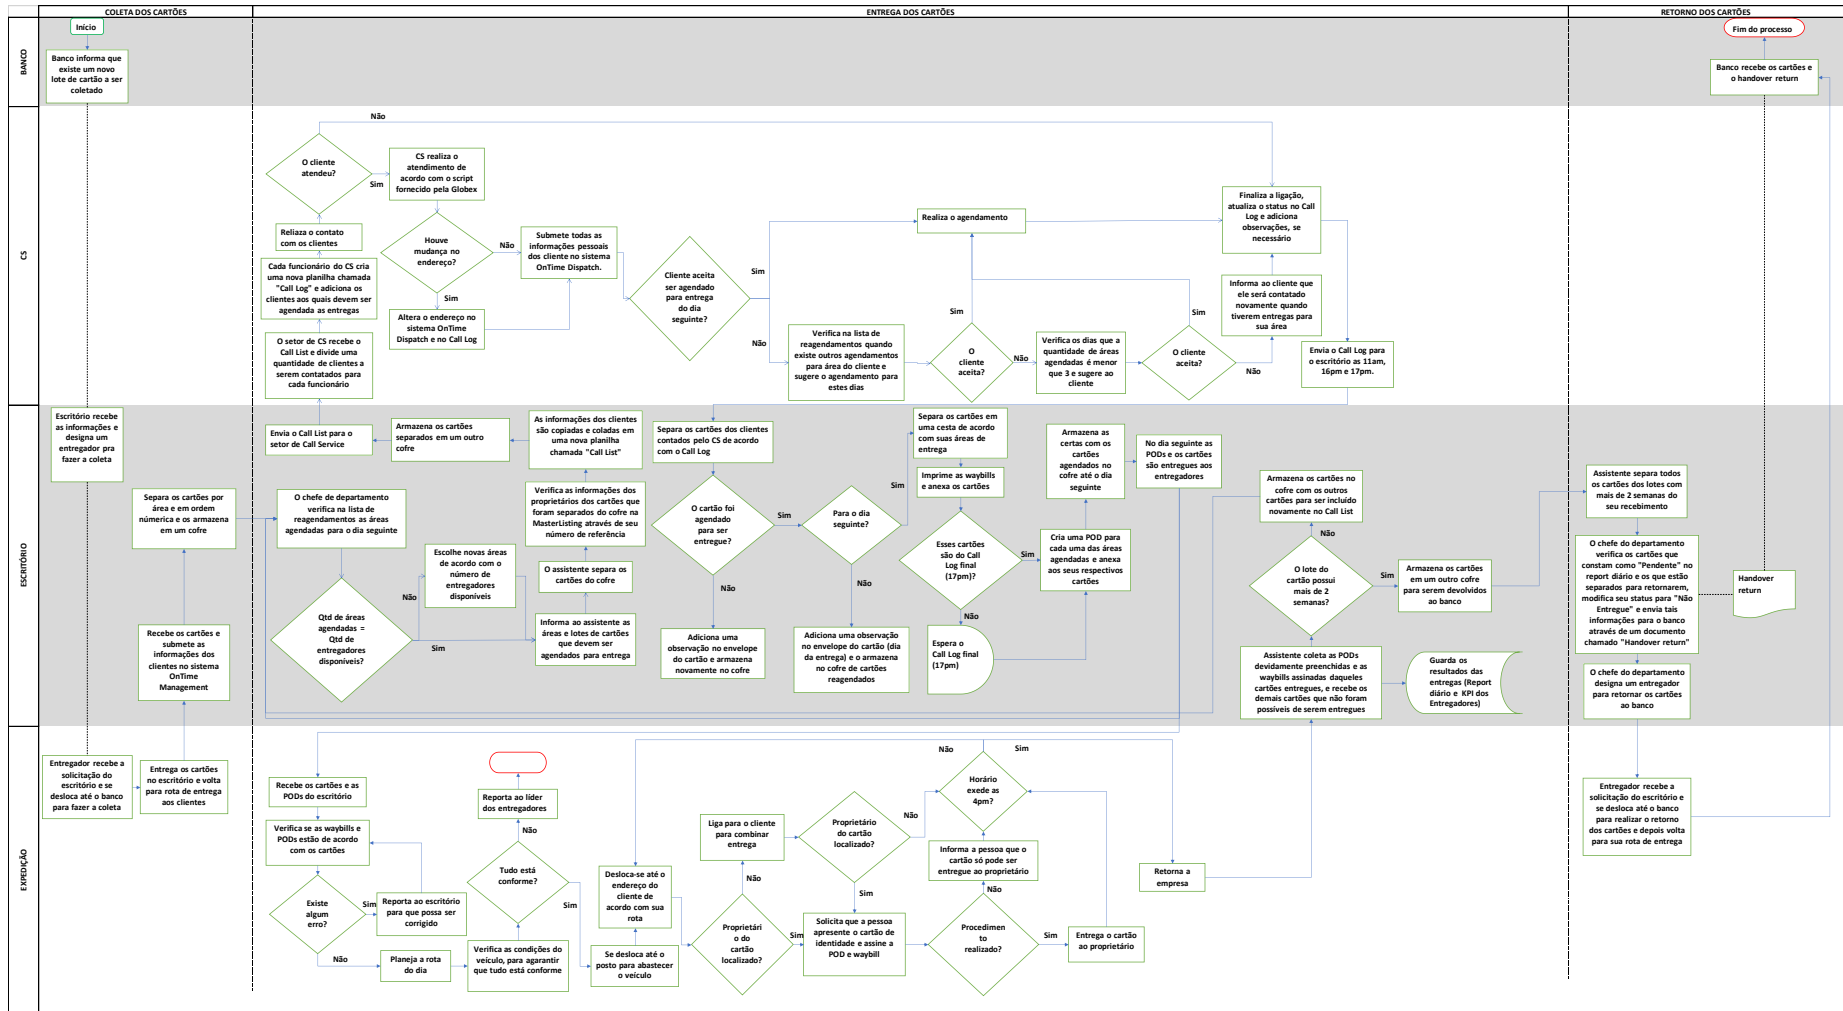 COLETA DOS CARTÕES
ENTREGA DOS CARTÕES
RETORNO DOS CARTÕES
BANCO
Início
Banco informa que
existe um novo
lote de cartão a ser
coletado
Fim do processo
Banco recebe os cartões e
o handover return
CS
Não
O cliente
atendeu?
Sim
CS realiza o
atendimento de
acordo com o script
fornecido pela Globex
Reliaza o contato
com os clientes
Houve
mudança no
endereço?
Não
Sim
Submete todas as
informações pessoais
dos cliente no sistema
OnTime Dispatch.
Cada funcionário do CS cria
uma nova planilha chamada
"Call Log" e adiciona os
clientes aos quais devem ser
agendada as entregas
Altera o endereço no
sistema OnTime
Dispatch e no Call Log
O setor de CS recebe o
Call List e divide uma
quantidade de clientes a
serem contatados para
cada funcionário
Cliente aceita
ser agendado
para entrega
do dia
seguinte?
Sim
Não
Realiza o agendamento
Verifica na lista de
reagendamentos quando
existe outros agendamentos
para área do cliente e
sugere o agendamento para
estes dias
Sim
O
cliente
aceita?
Não
Verifica os dias que a
quantidade de áreas
agendadas é menor
que 3 e sugere ao
cliente
Sim
O cliente
aceita?
Não
Finaliza a ligação,
atualiza o status no Call
Log e adiciona
observações, se
necessário
Informa ao cliente que
ele será contatado
novamente quando
tiverem entregas para
sua área
Envia o Call Log para
o escritório as 11am,
16pm e 17pm.
ESCRITÓRIO
Escritório recebe
as informações e
designa um
entregador pra
fazer a coleta
Separa os cartões por
área e em ordem
númerica e os armazena
em um cofre
Recebe os cartões e
submete as
informações dos
clientes no sistema
OnTime
Management
Envia o Call List para o
setor de Call Service
Armazena os cartões
separados em um outro
cofre
As informações dos clientes
são copiadas e coladas em
uma nova planilha
chamada "Call List"
O chefe de departamento
verifica na lista de
reagendamentos as áreas
agendadas para o dia seguinte
Verifica as informações dos
proprietários dos cartões que
foram separados do cofre na
MasterListing através de seu
número de referência
Escolhe novas áreas
de acordo com o
número de
entregadores
disponíveis
O assistente separa os
cartões do cofre
Não
Qtd de áreas
agendadas =
Qtd de
entregadores
disponíveis?
Sim
Informa ao assistente as
áreas e lotes de cartões
que devem ser
agendados para entrega
Separa os cartões dos clientes
contados pelo CS de acordo
com o Call Log
O cartão foi
agendado
para ser
entregue?
Sim
Não
Adiciona uma
observação no
envelope do
cartão e armazena
novamente no cofre
Para o dia
seguinte?
Sim
Não
Adiciona uma observação
no envelope do cartão (dia
da entrega) e o armazena
no cofre de cartões
reagendados
Separa os cartões em
uma cesta de acordo
com suas áreas de
entrega
Imprime as waybills
e anexa os cartões
Esses cartões
são do Call
Log final
(17pm)?
Sim
Não
Espera o
Call Log final
(17pm)
Armazena as
certas com os
cartões
agendados no
cofre até o dia
seguinte
Cria uma POD para
cada uma das áreas
agendadas e anexa
aos seus respectivos
cartões
No dia seguinte as
PODs e os cartões
são entregues aos
entregadores
Armazena os cartões no
cofre com os outros
cartões para ser incluído
novamente no Call List
Não
O lote do
cartão possui
mais de 2
semanas?
Sim
Armazena os cartões
em um outro cofre
para serem devolvidos
ao banco
Assistente coleta as PODs
devidamente preenchidas e as
waybills assinadas daqueles
cartões entregues, e recebe os
demais cartões que não foram
possíveis de serem entregues
Guarda os
resultados das
entregas (Report
diário e  KPI dos
Entregadores)
Assistente separa todos
os cartões dos lotes com
mais de 2 semanas do
seu recebimento
O chefe do departamento
verifica os cartões que
constam como "Pendente" no
report diário e os que estão
separados para retornarem,
modifica seu status para "Não
Entregue" e envia tais
informações para o banco
através de um documento
chamado "Handover return"
Handover
return
O chefe do departamento
designa um entregador
para retornar os cartões
ao banco
EXPEDIÇÃO
Entregador recebe a
solicitação do
escritório e se
desloca até o banco
para fazer a coleta
Entrega os cartões
no escritório e volta
para rota de entrega
aos clientes
Recebe os cartões e as
PODs do escritório
Verifica se as waybills e
PODs estão de acordo
com os cartões
Existe
algum
erro?
Sim
Não
Reporta ao escritório
para que possa ser
corrigido
Planeja a rota
do dia
Reporta ao líder
dos entregadores
Não
Tudo está
conforme?
Sim
Verifica as condições do
veículo, para agarantir
que tudo está conforme
Desloca-se até o
endereço do
cliente de
acordo com sua
rota
Se desloca até o
posto para abastecer
o veículo
Liga para o cliente
para combinar
entrega
Não
Proprietári
o do
cartão
localizado?
Sim
Proprietário
do cartão
localizado?
Não
Sim
Solicita que a pessoa
apresente o cartão de
identidade e assine a
POD e waybill
Não
Sim
Horário
exede as
4pm?
Informa a pessoa que o
cartão só pode ser
entregue ao proprietário
Não
Procedimen
to
realizado?
Sim
Entrega o cartão
ao proprietário
Retorna a
empresa
Entregador recebe a
solicitação do escritório e
se desloca até o banco
para realizar o retorno
dos cartões e depois volta
para sua rota de entrega